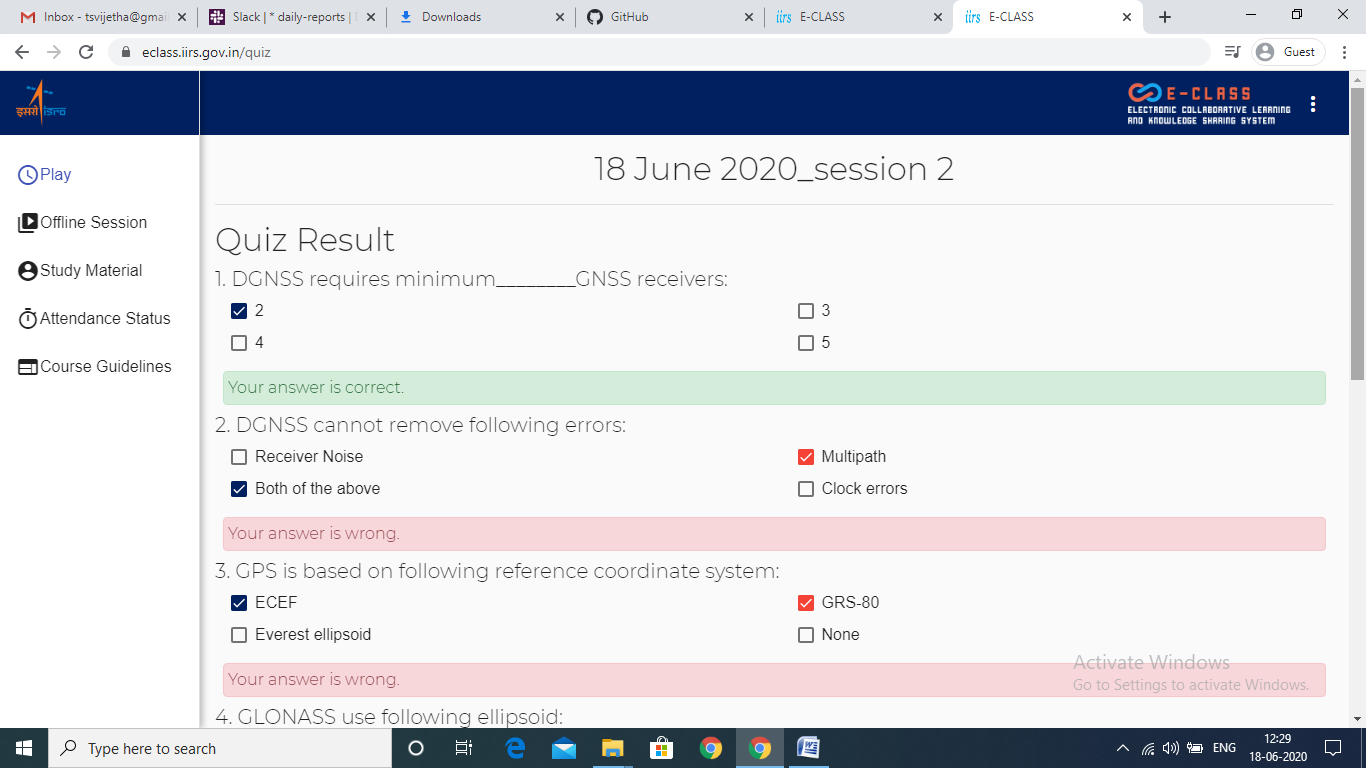 Inbox - tsvijetha@gmai
Slack | * daily-reports |
Downloads
GitHub
iirs E-CLASS
iirs E-CLASS
eclass.iirs.gov.in/quiz
Guest
इसरो isro
E-CLASS
ELECTRONIC COLLABORATIVE LEARNING
AND KNOWLEDGE SHARING SYSTEM
Play
Offline Session
Study Material
Attendance Status
Course Guidelines
18 June 2020_session 2
Quiz Result
1. DGNSS requires minimum________GNSS receivers:
2 3
4 5
Your answer is correct.
2. DGNSS cannot remove following errors:
Receiver Noise Multipath
Both of the above Clock errors
Your answer is wrong.
3. GPS is based on following reference coordinate system:
ECEF GRS-80
Everest ellipsoid None
Your answer is wrong.
Activate Windows
Go to Settings to activate Windows.
4. GLONASS use following ellipsoid:
Type here to search
ENG
12:29
18-06-2020